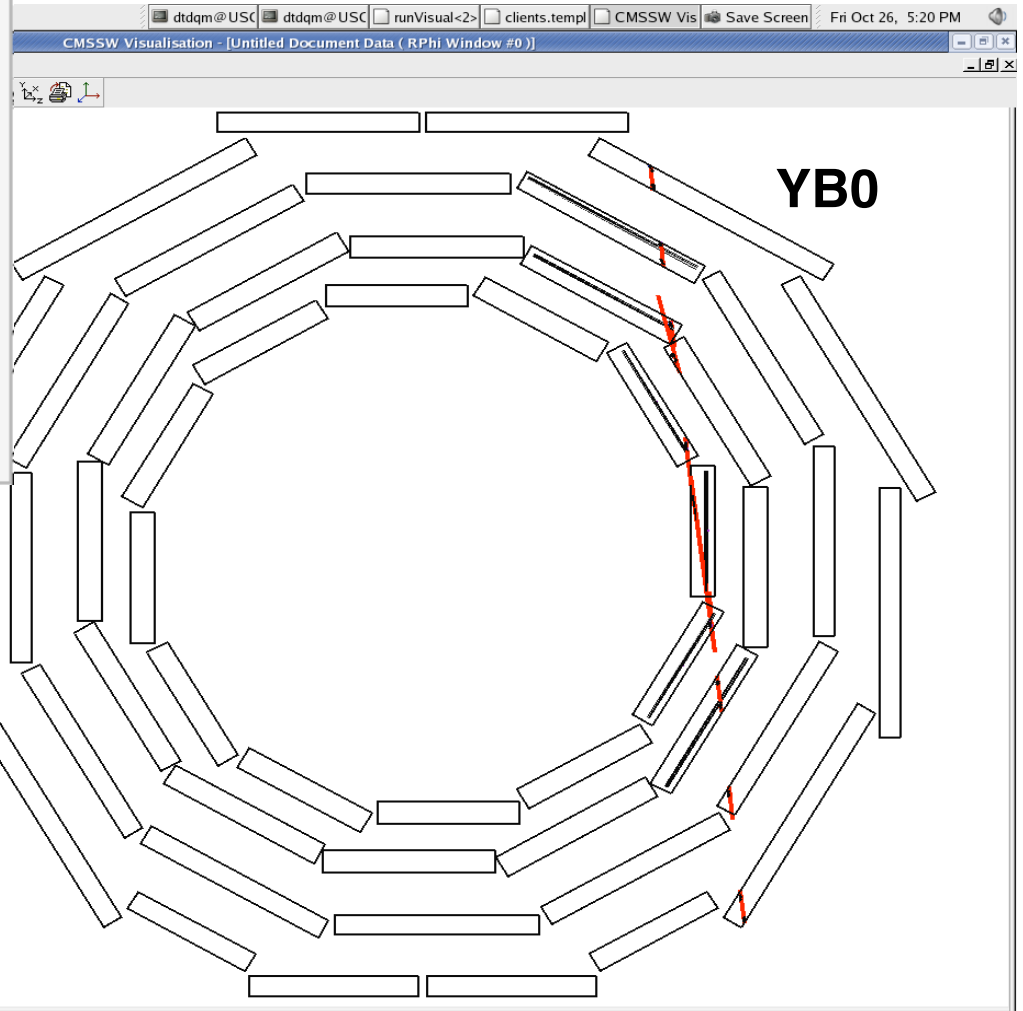 dtdqm@USC dtdqm@USC runVisual<2> clients.templ CMSSW Vis Save Screen Fri Oct 26, 5:20 PM
CMSSW Visualisation - [Untitled Document Data ( RPhi Window #0 )]
YB0